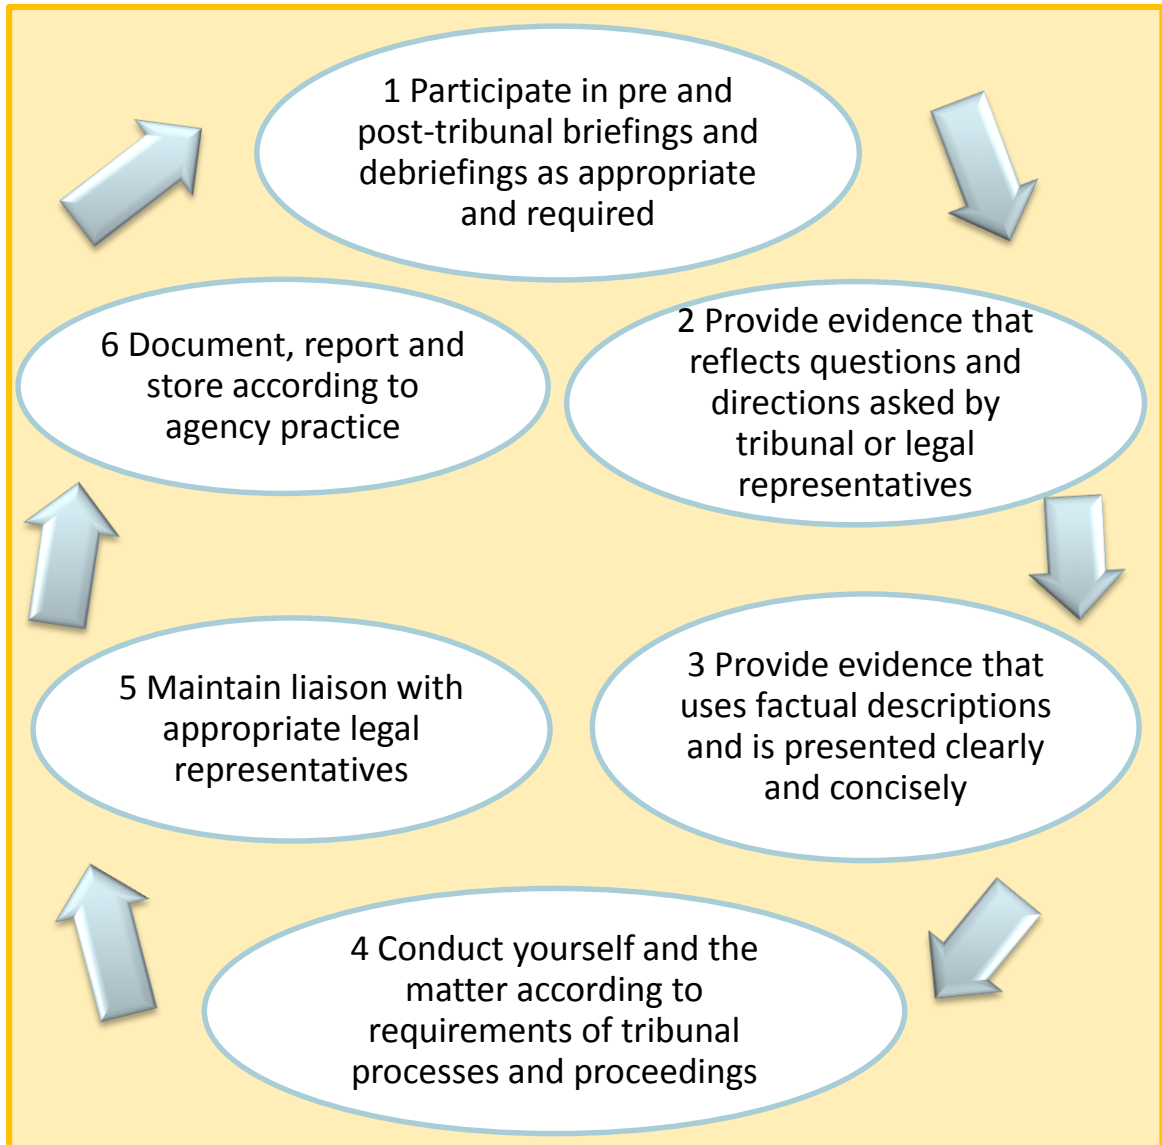 1 Participate in pre and
post-tribunal briefings and
debriefings as appropriate
and required
2 Provide evidence that
reflects questions and
directions asked by
tribunal or legal
representatives
3 Provide evidence that
uses factual descriptions
and is presented clearly
and concisely
4 Conduct yourself and the
matter according to
requirements of tribunal
processes and proceedings
5 Maintain liaison with
appropriate legal
representatives
6 Document, report and
store according to
agency practice